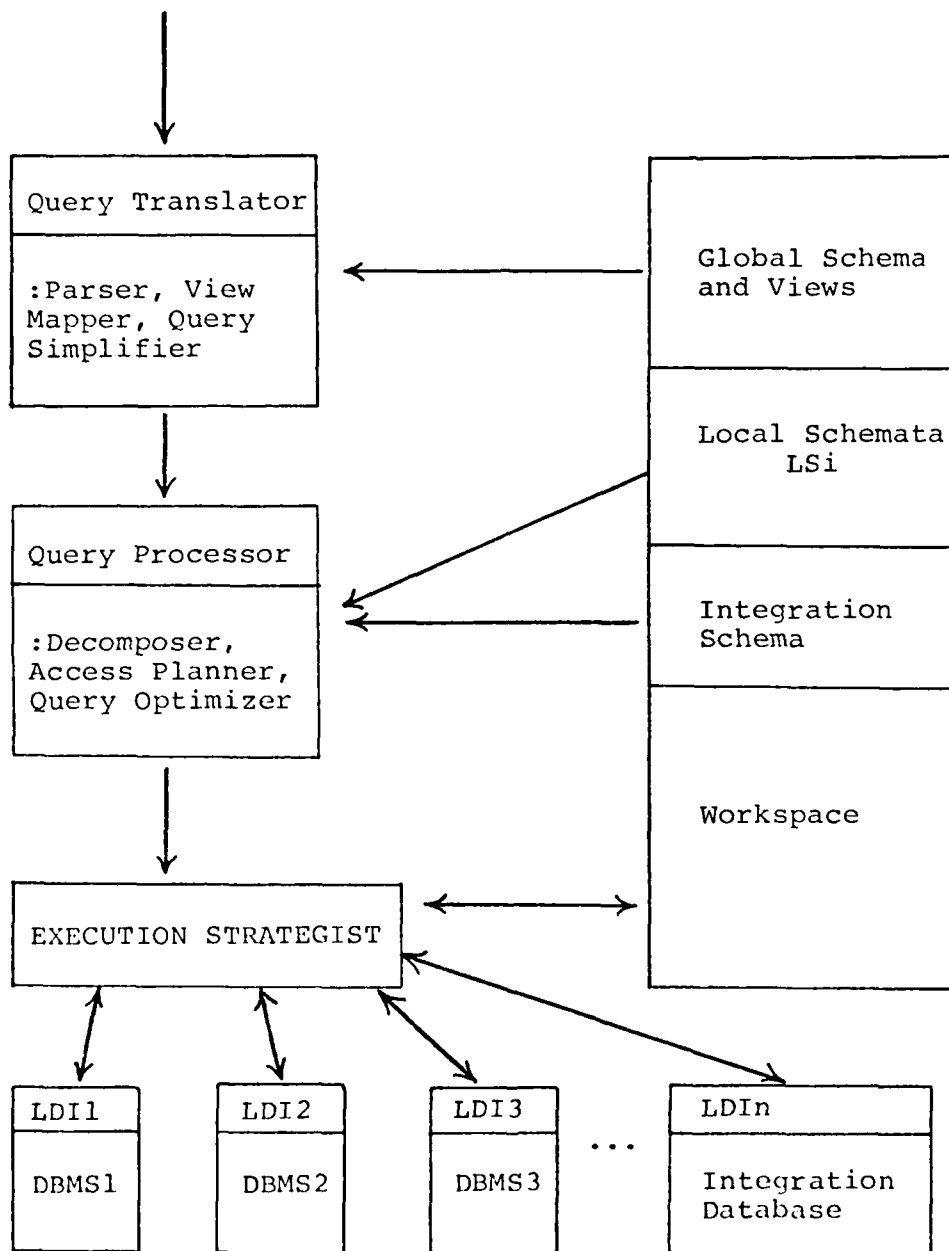 Query Translator
:Parser, View
Mapper, Query
Simplifier
Global Schema
and Views
Local Schemata
LSi
Query Processor
:Decomposer,
Access Planner,
Query Optimizer
Integration
Schema
Workspace
EXECUTION STRATEGIST
LDI1
DBMS1
LDI2
DBMS2
LDI3
DBMS3
...
LDIn
Integration
Database